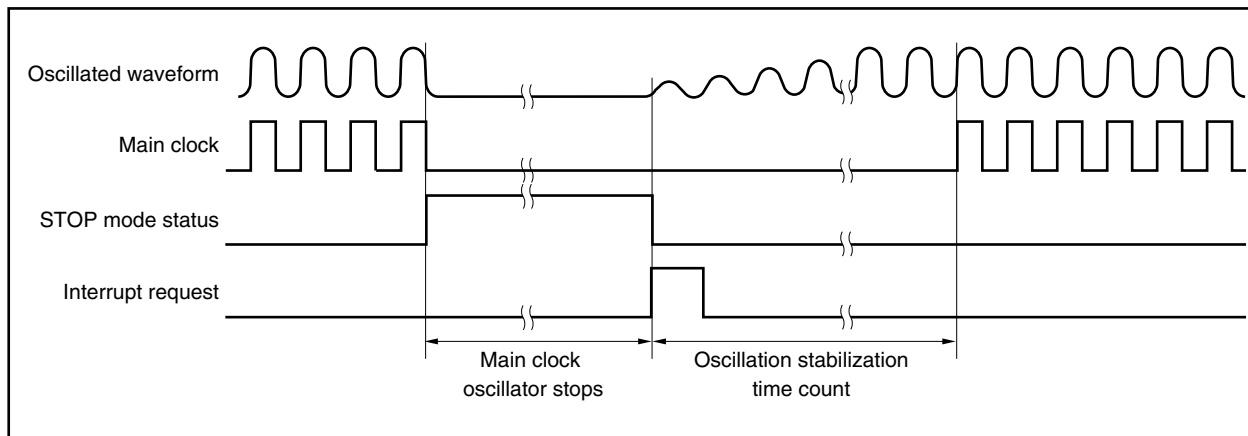 Oscillated waveform
Main clock
STOP mode status
Interrupt request
Main clock
oscillator stops
Oscillation stabilization
time count